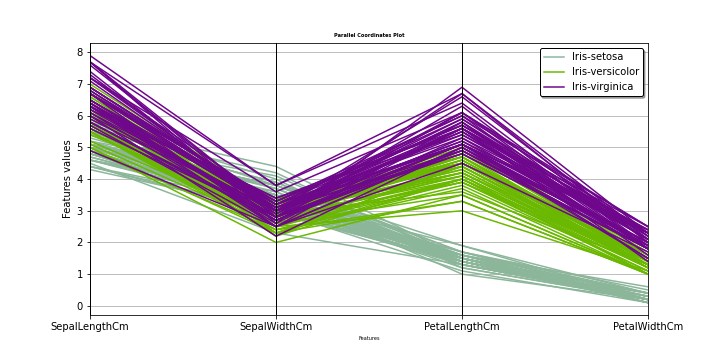 Parallel Coordinates Plot
Iris-setosa
Iris-versicolor
Iris-virginica
8
7
6
5
4
3
2
1
0
Features values
SepalLengthCm SepalWidthCm PetalLengthCm PetalWidthCm
Features